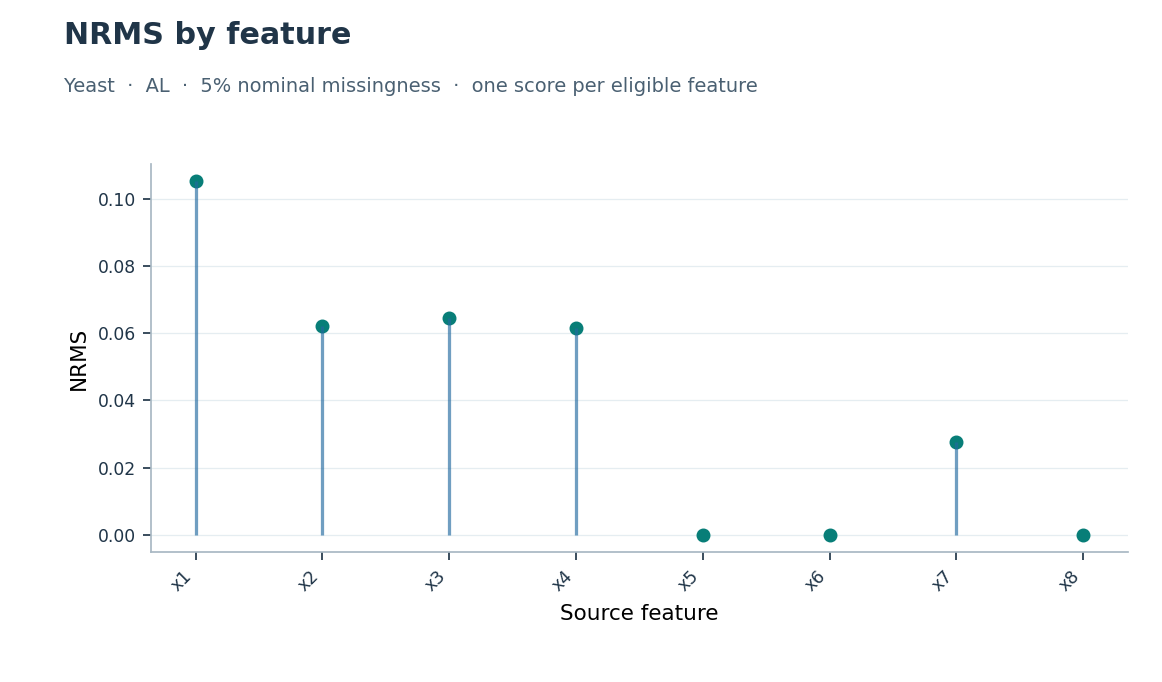 NRMS by feature
Yeast · AL · 5% nominal missingness · one score per eligible feature
0.10
0.08
0.06
0.04
0.02
0.00
NRMS
x1 x2 x3 x4 x5 x6 x7 x8
Source feature